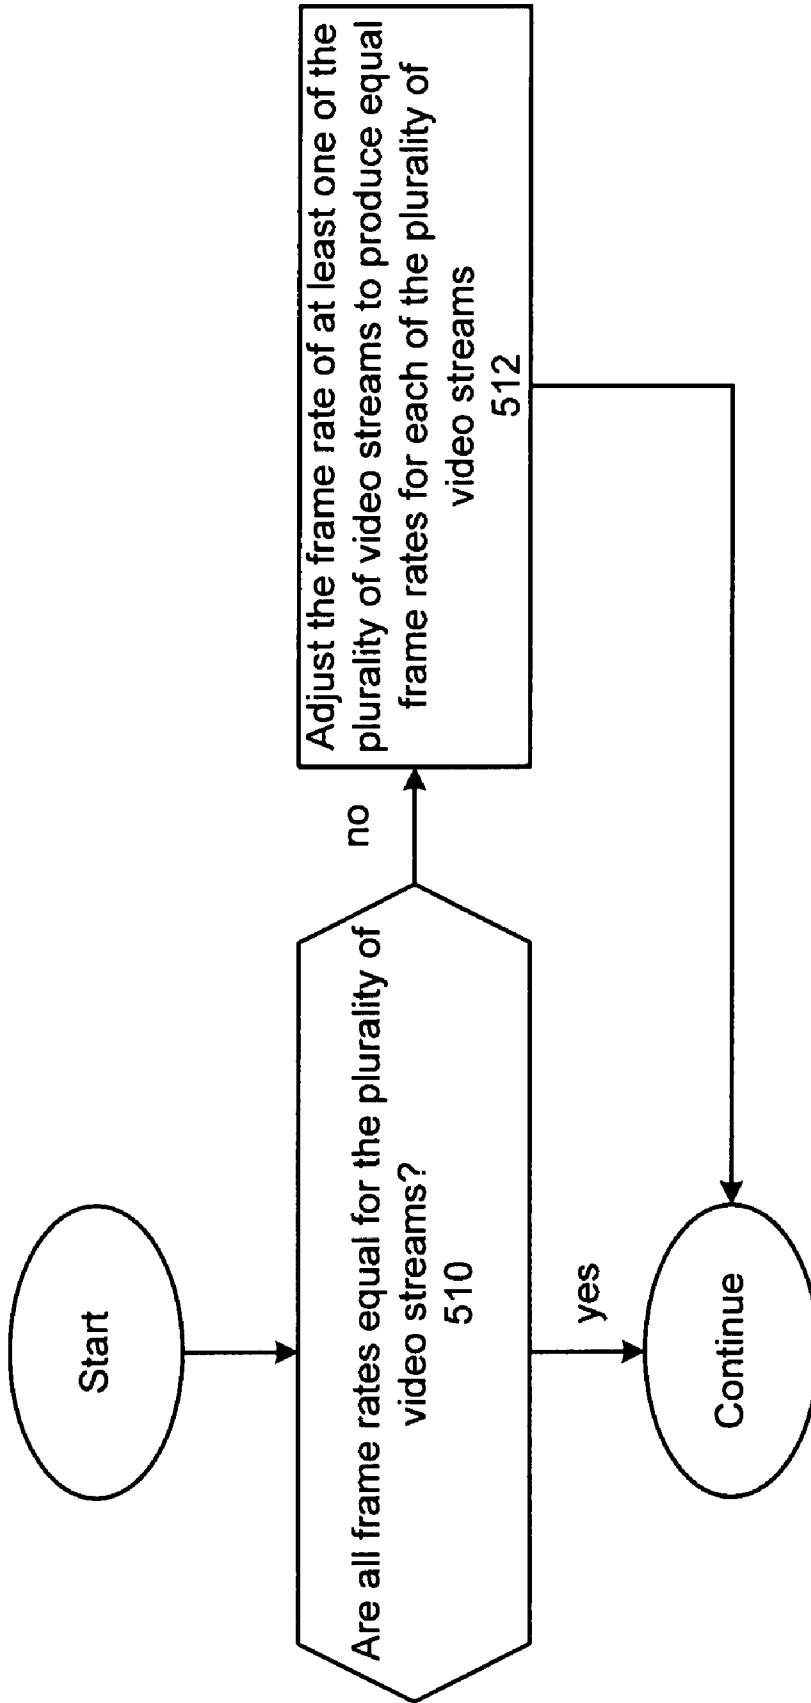 Start
Are all frame rates equal for the plurality of
video streams?
510
no
Adjust the frame rate of at least one of the
plurality of video streams to produce equal
frame rates for each of the plurality of
video streams
512
yes
Continue